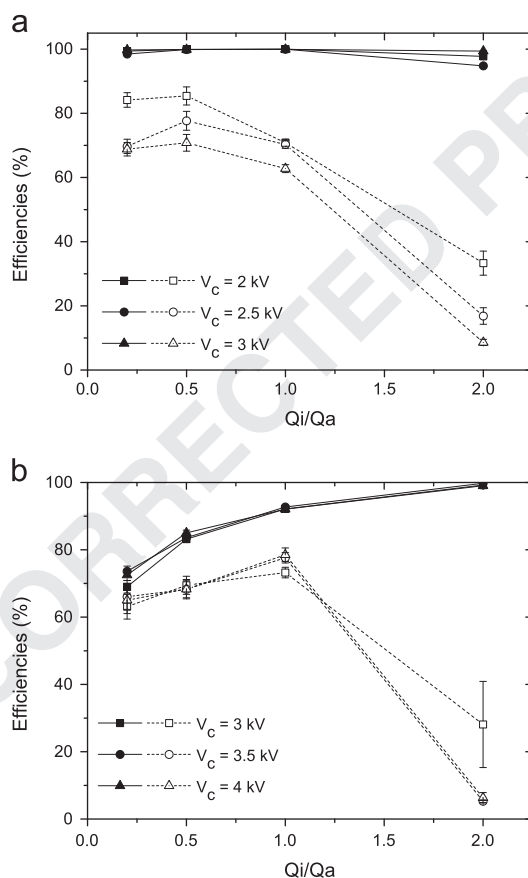 a
100
80
60
40
20
0
Efficiencies (%)
V_c = 2 kV
V_c = 2.5 kV
V_c = 3 kV
0.0 0.5 1.0 1.5 2.0
Qi/Qa
b
100
80
60
40
20
0
Efficiencies (%)
V_c = 3 kV
V_c = 3.5 kV
V_c = 4 kV
0.0 0.5 1.0 1.5 2.0
Qi/Qa
CORRECTED P